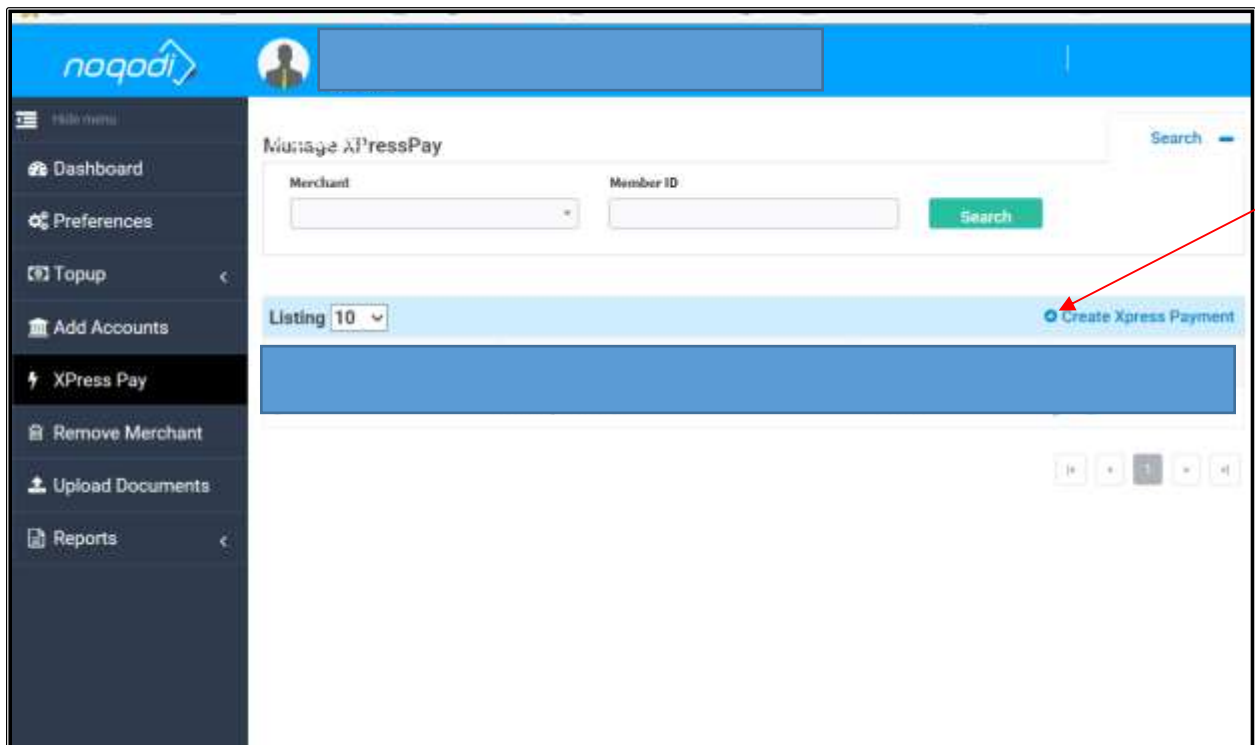 noqodi
Hide menu
Dashboard
Preferences
Topup
Add Accounts
XPress Pay
Remove Merchant
Upload Documents
Reports
Manage XPressPay
Search
Merchant
Member ID
Search
Listing 10
Create Xpress Payment
1